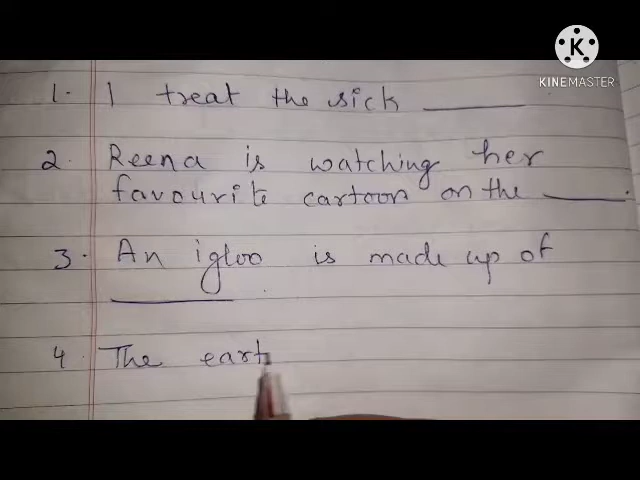 K
KINEMASTER
1. I treat the sick ______
2. Reena is watching her
favourite cartoon on the ______.
3. An igloo is made up of
______.
4. The eart